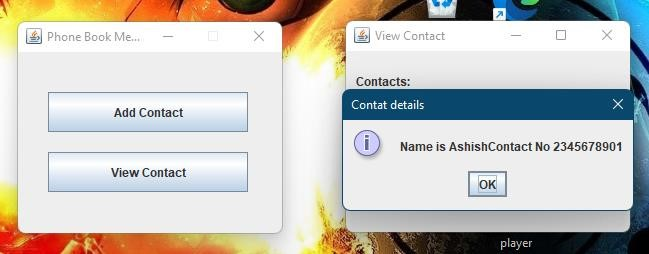 Phone Book Me...
Add Contact
View Contact
View Contact
Contacts:
Contat details
Name is AshishContact No 2345678901
OK
player